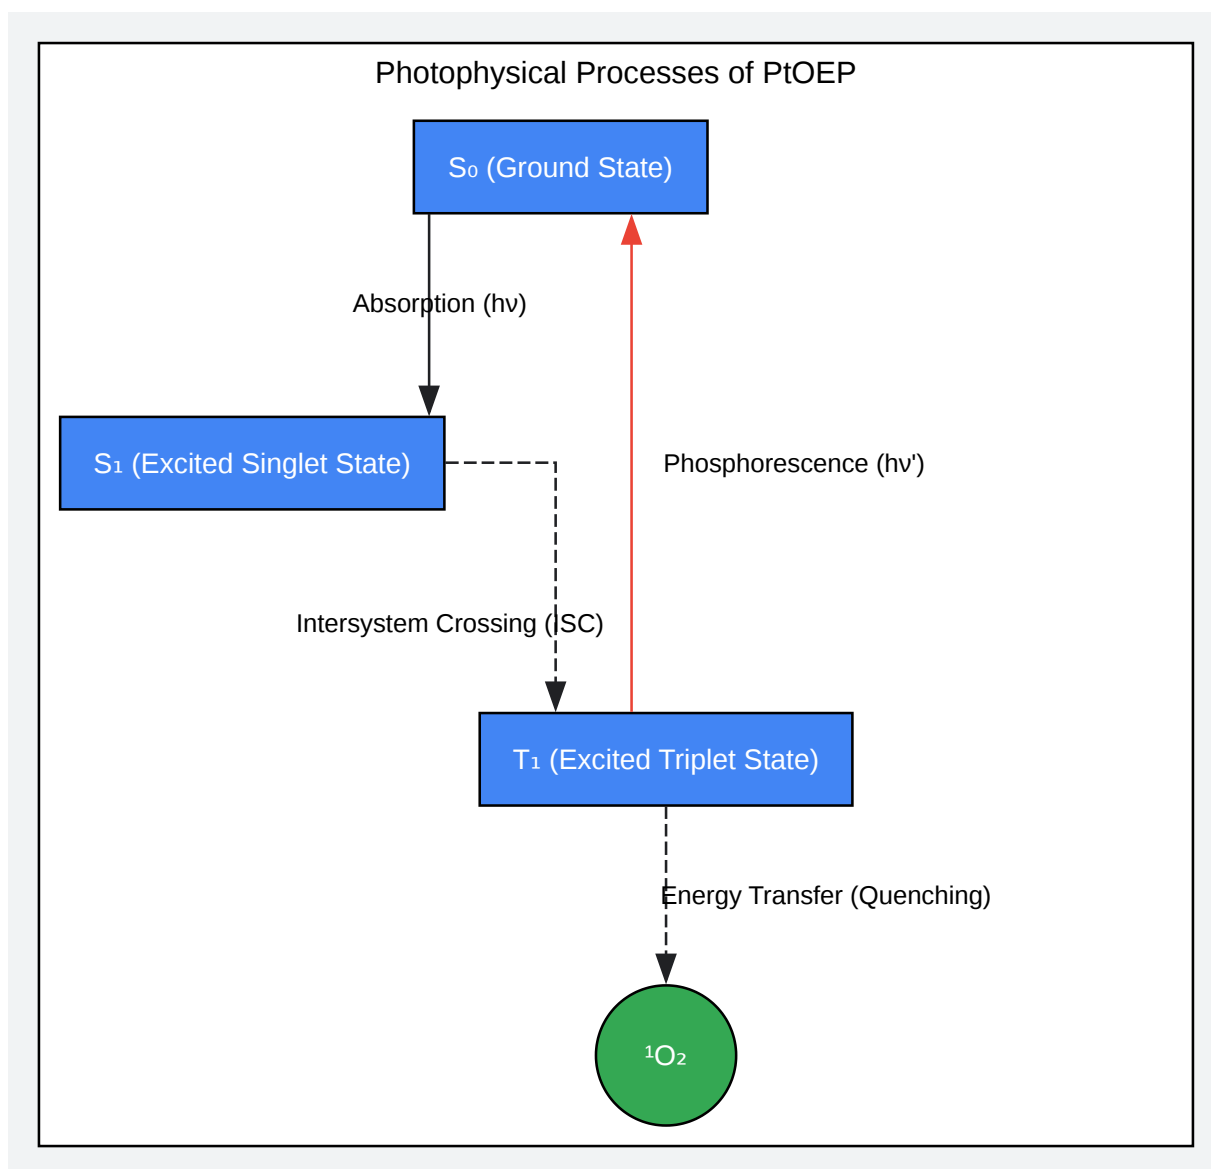 Photophysical Processes of PtOEP
S₀ (Ground State)
Absorption (hν)
S₁ (Excited Singlet State)
Phosphorescence (hν')
Intersystem Crossing (ISC)
T₁ (Excited Triplet State)
Energy Transfer (Quenching)
¹O₂